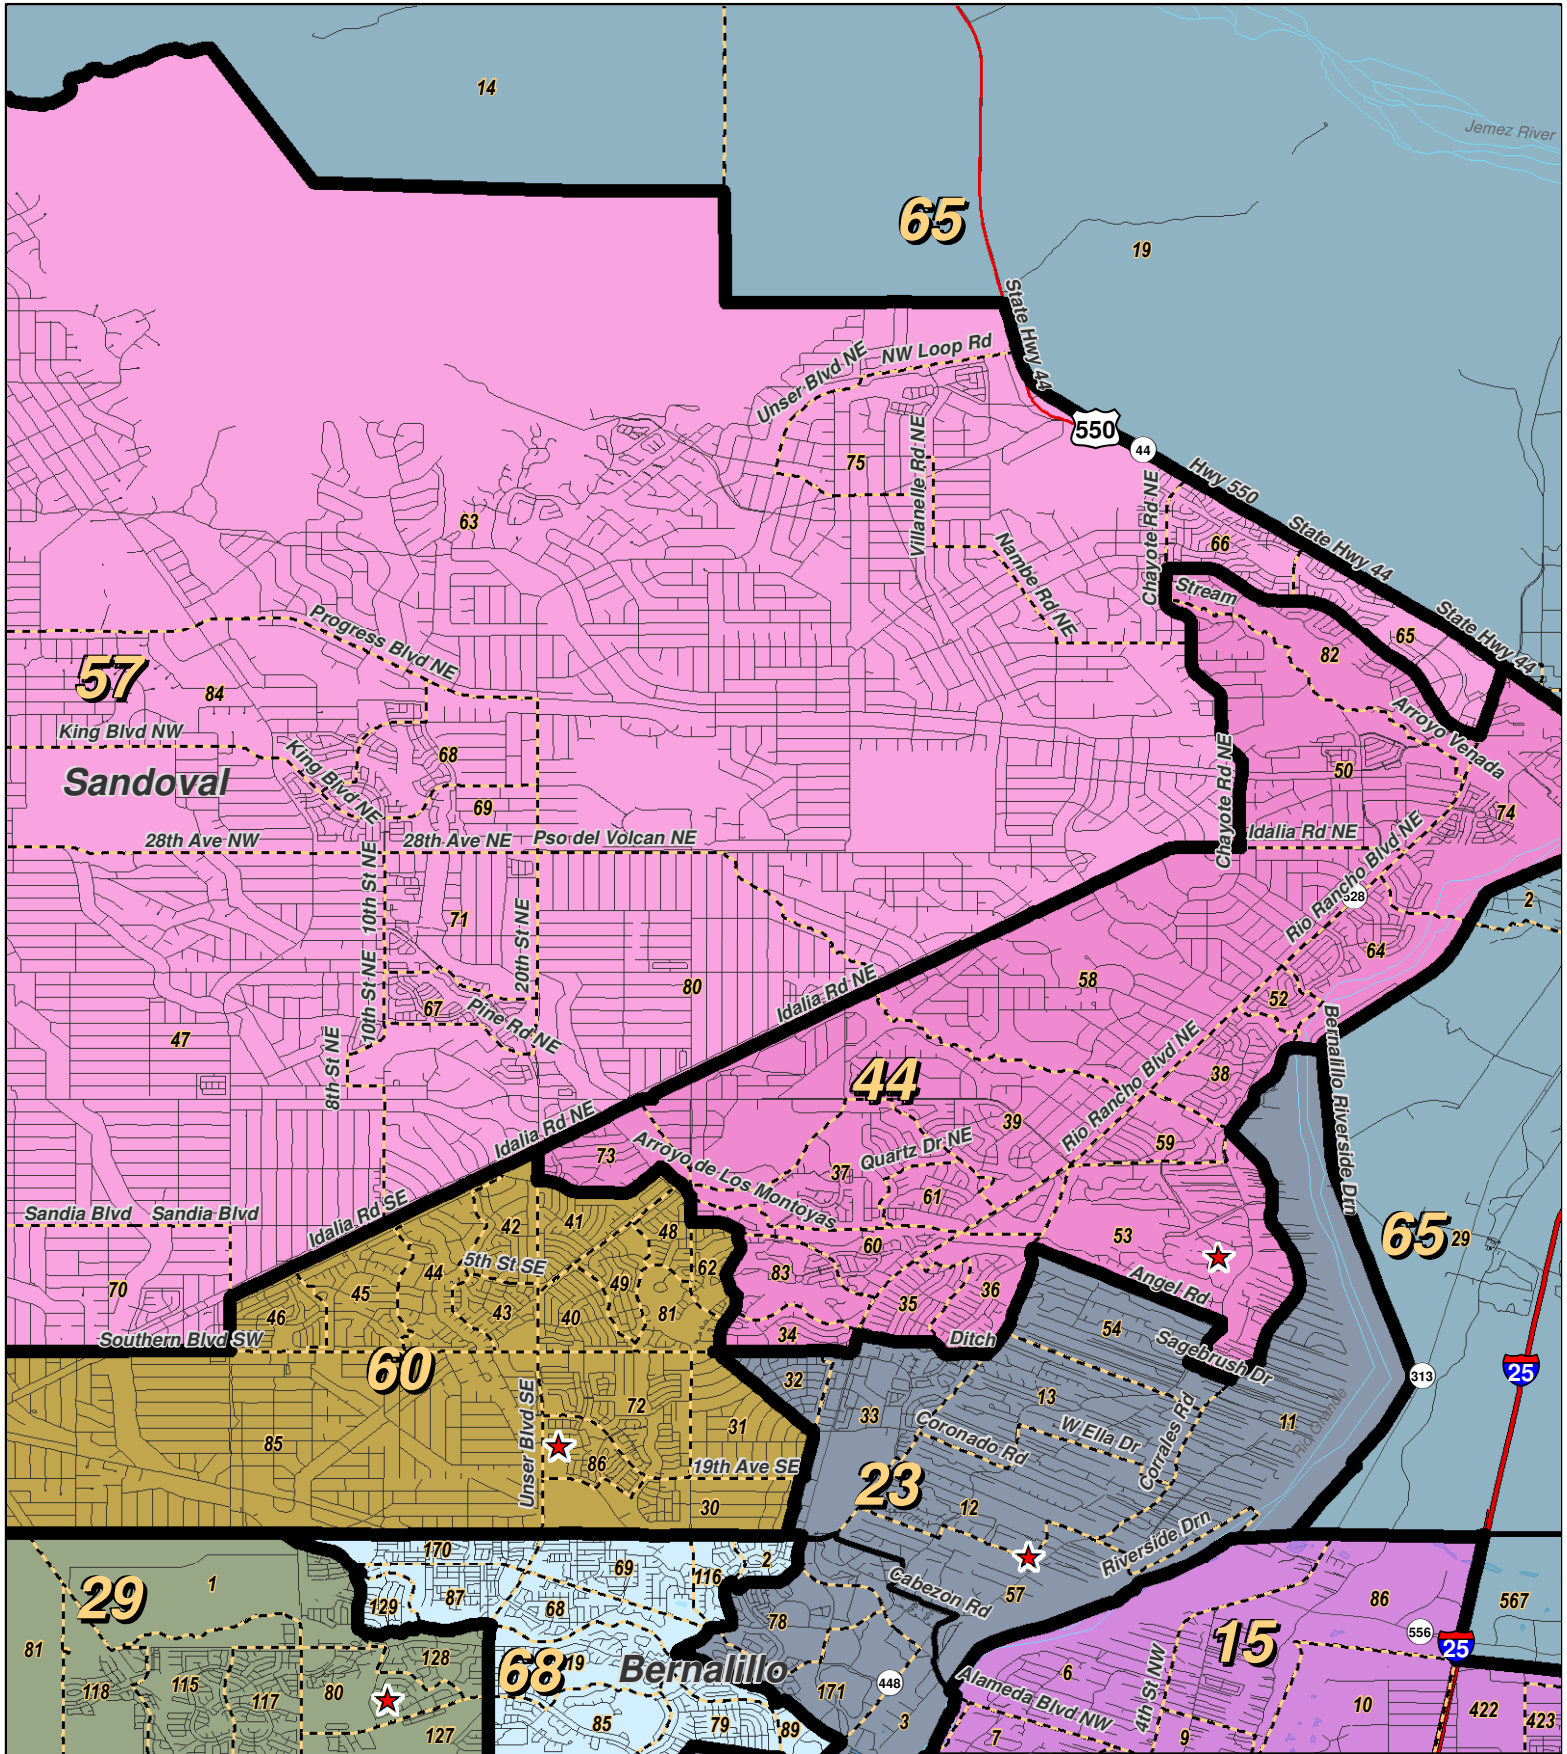 14
Jemez River
65
19
State Hwy 44
NW Loop Rd
Unser Blvd NE
550
44
Hwy 550
State Hwy 44
State Hwy 44
75
Villanelle Rd NE
Chayote Rd NE
63
66
Nambe Rd NE
Stream
65
82
Progress Blvd NE
57
84
King Blvd NW
King Blvd NE
68
Sandoval
69
Arroyo Venada
Chayote Rd NE
50
74
28th Ave NW
28th Ave NE
Pso del Volcan NE
Idalia Rd NE
10th St NE
71
20th St NE
Rio Rancho Blvd NE
528
2
64
80
Idalia Rd NE
58
52
10th St NE
67
Pine Rd NE
47
8th St NE
Bernalillo Riverside Drn
44
38
Rio Rancho Blvd NE
Idalia Rd NE
39
59
73
Arroyo de Los Montoyas
37
Quartz Dr NE
61
Sandia Blvd
Sandia Blvd
Idalia Rd SE
42
41
48
60
53
65
29
5th St SE
44
62
83
Angel Rd
70
46
45
43
40
49
81
35
36
34
Ditch
Southern Blvd SW
54
Sagebrush Dr
60
32
13
313
25
72
31
33
Coronado Rd
W Ella Dr
Corrales Rd
11
Rio Grande
85
Unser Blvd SE
86
19th Ave SE
23
30
12
Riverside Drn
170
69
2
116
Cabezon Rd
57
29
1
129
87
68
78
86
567
556
25
81
128
68
19
Bernalillo
15
118
115
117
80
171
448
6
Alameda Blvd NW
4th St NW
10
422
423
127
85
79
89
3
7
9